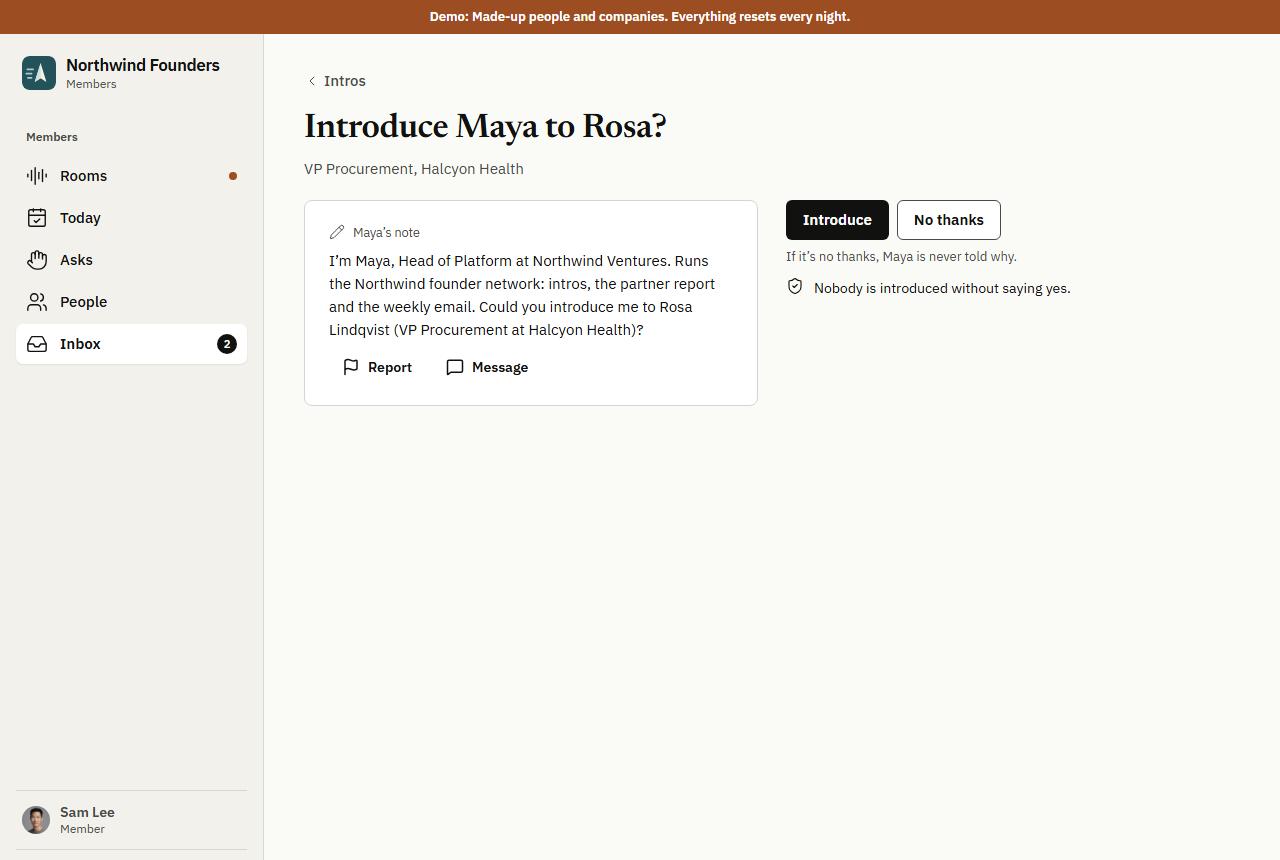 Demo: Made-up people and companies. Everything resets every night.
Northwind Founders
Members
Members
Rooms
Today
Asks
People
Inbox
2
Sam Lee
Member
Intros
Introduce Maya to Rosa?
VP Procurement, Halcyon Health
Maya’s note
I’m Maya, Head of Platform at Northwind Ventures. Runs
the Northwind founder network: intros, the partner report
and the weekly email. Could you introduce me to Rosa
Lindqvist (VP Procurement at Halcyon Health)?
Report
Message
Introduce
No thanks
If it’s no thanks, Maya is never told why.
Nobody is introduced without saying yes.